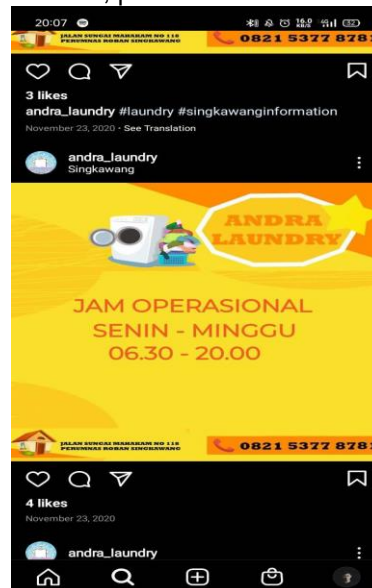 20:07
JALAN SUNGAI MAHAKAM NO 118
PERUMNAS ROBAN SINGKAWANG
0821 5377 878
3 likes
andra_laundry #laundry #singkawanginformation
November 23, 2020 • See Translation
andra_laundry
Singkawang
ANDRA
LAUNDRY
JAM OPERASIONAL
SENIN - MINGGU
06.30 - 20.00
JALAN SUNGAI MAHAKAM NO 118
PERUMNAS ROBAN SINGKAWANG
0821 5377 878
4 likes
November 23, 2020
andra_laundry